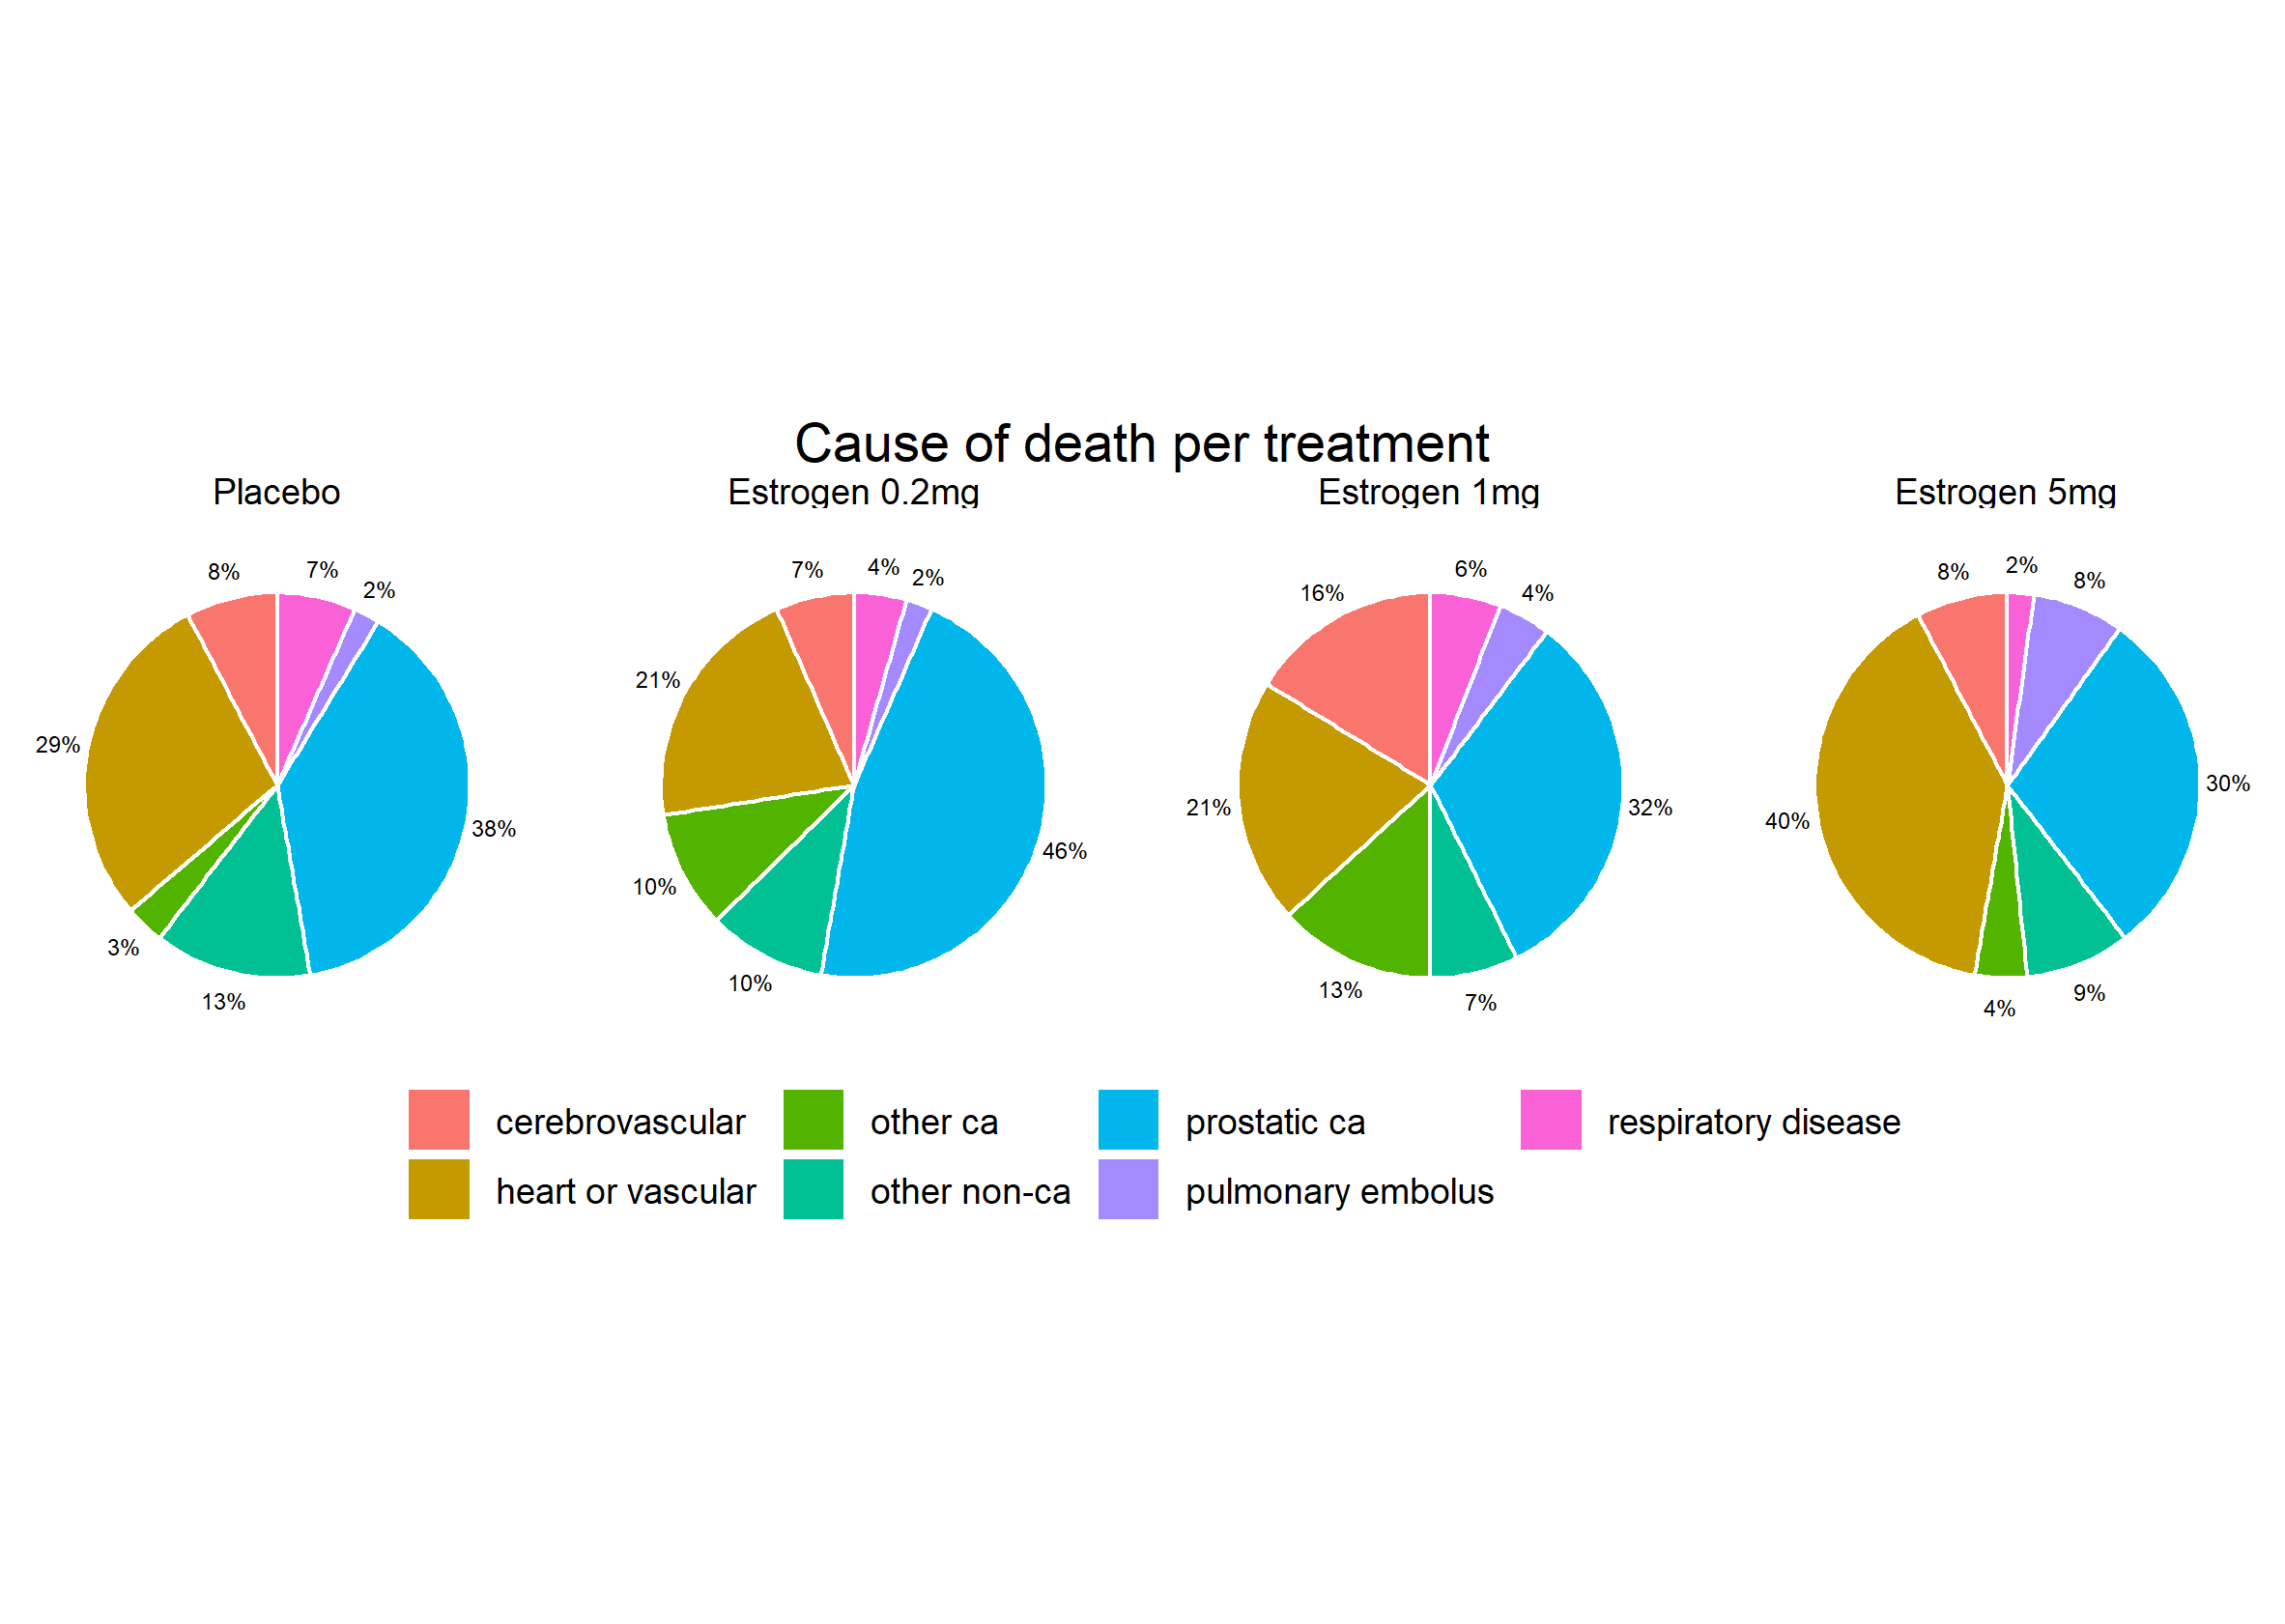 Cause of death per treatment
Placebo
Estrogen 0.2mg
Estrogen 1mg
Estrogen 5mg
8%
7%
2%
29%
38%
3%
13%
7%
4%
2%
21%
46%
10%
10%
16%
6%
4%
21%
32%
13%
7%
8%
2%
8%
40%
30%
4%
9%
cerebrovascular
other ca
prostatic ca
respiratory disease
heart or vascular
other non-ca
pulmonary embolus